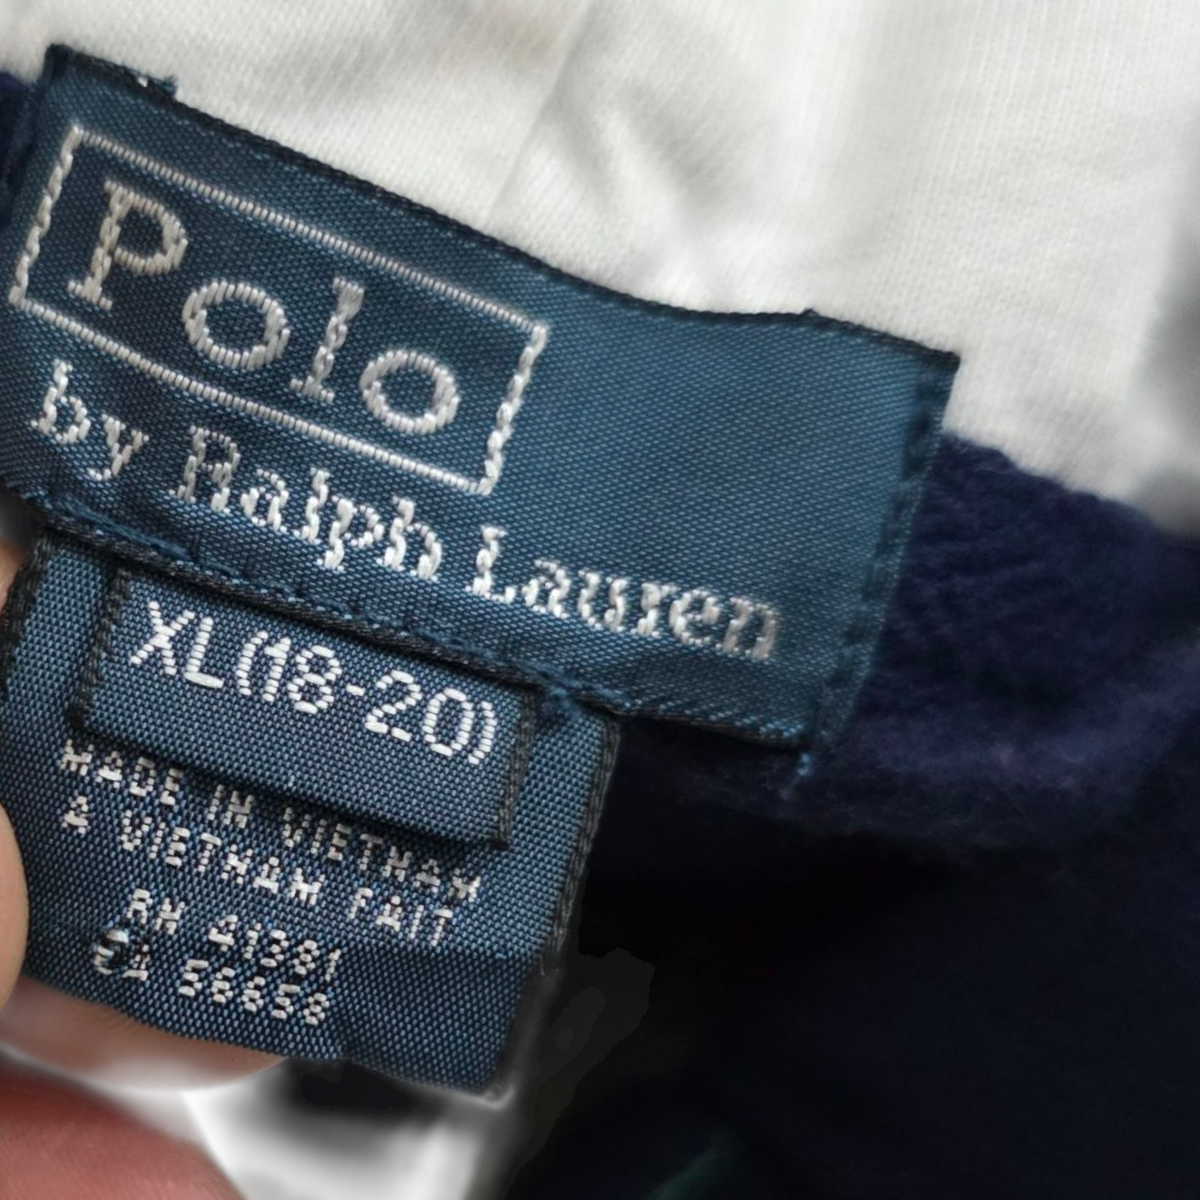 Polo
by Ralph Lauren
XL(18-20)
MADE IN VIETNAM
A VIETNAM FAIT
RN 41381
CA 56658